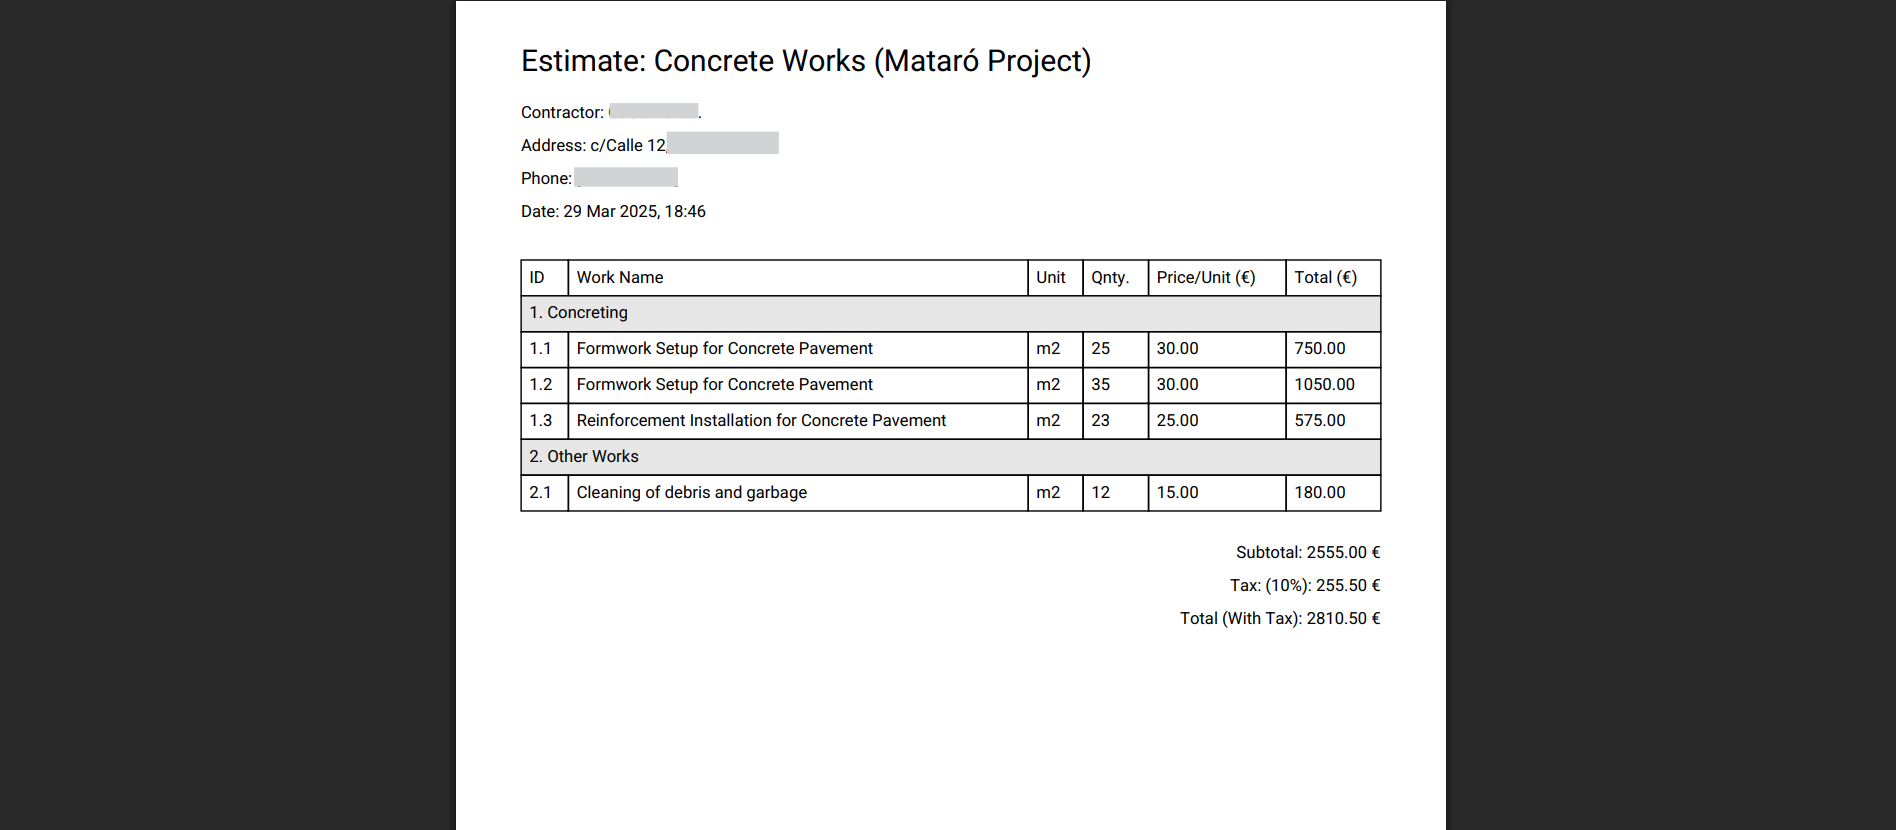 Estimate: Concrete Works (Mataró Project)
Contractor: .
Address: c/Calle 12,
Phone:
Date: 29 Mar 2025, 18:46
ID Work Name Unit Qnty. Price/Unit (€) Total (€)
1. Concreting
1.1 Formwork Setup for Concrete Pavement m2 25 30.00 750.00
1.2 Formwork Setup for Concrete Pavement m2 35 30.00 1050.00
1.3 Reinforcement Installation for Concrete Pavement m2 23 25.00 575.00
2. Other Works
2.1 Cleaning of debris and garbage m2 12 15.00 180.00
Subtotal: 2555.00 €
Tax: (10%): 255.50 €
Total (With Tax): 2810.50 €